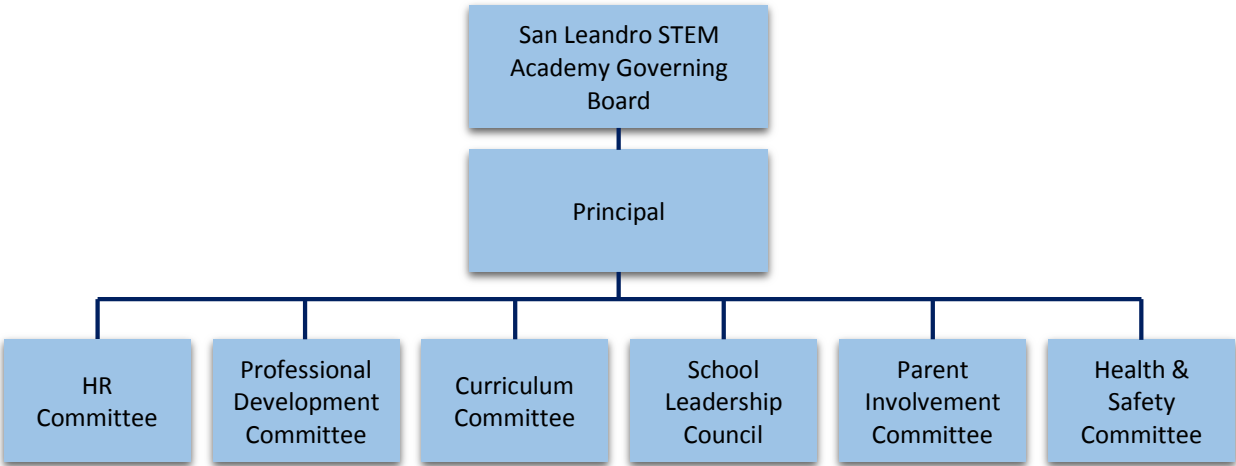 San Leandro STEM
Academy Governing
Board
Principal
HR
Committee
Professional
Development
Committee
Curriculum
Committee
School
Leadership
Council
Parent
Involvement
Committee
Health &
Safety
Committee